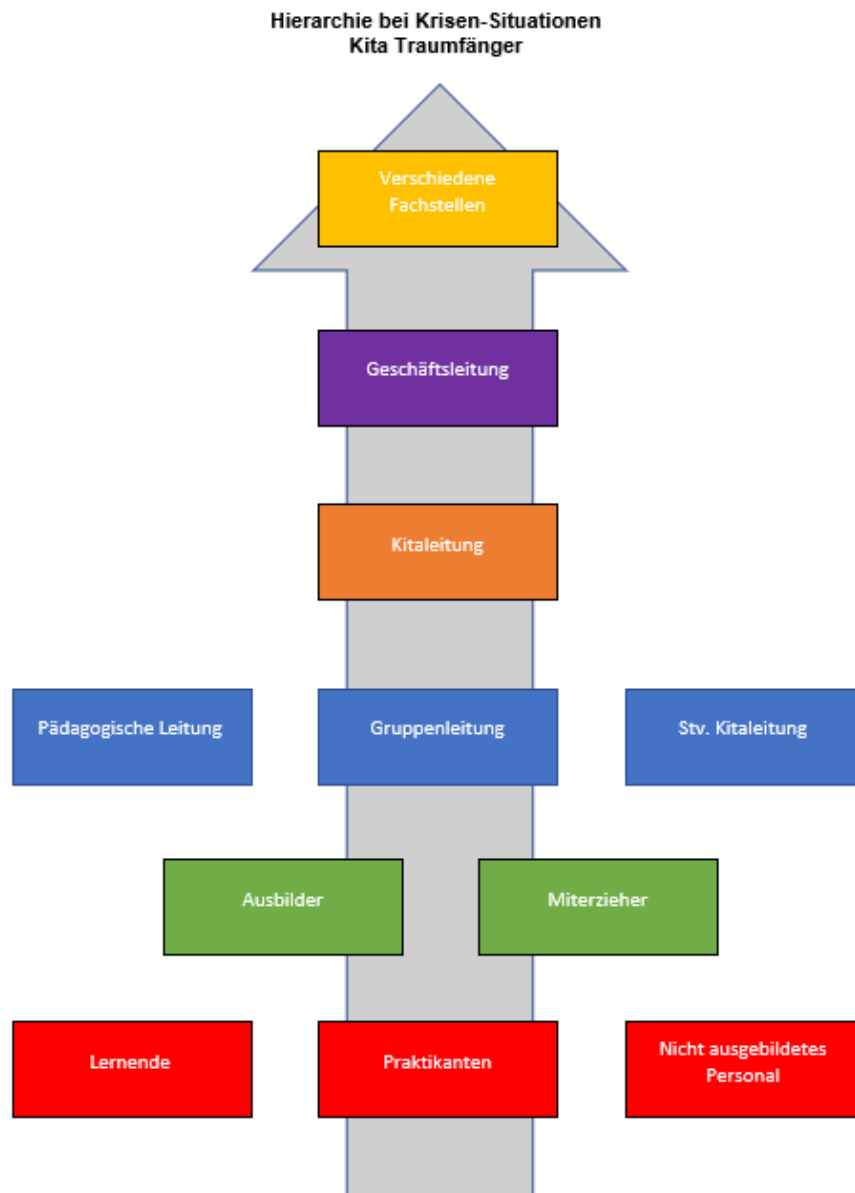 Hierarchie bei Krisen-Situationen
Kita Traumfänger
Verschiedene
Fachstellen
Geschäftsleitung
Kitaleitung
Pädagogische Leitung
Gruppenleitung
Stv. Kitaleitung
Ausbilder
Miterzieher
Lernende
Praktikanten
Nicht ausgebildetes
Personal